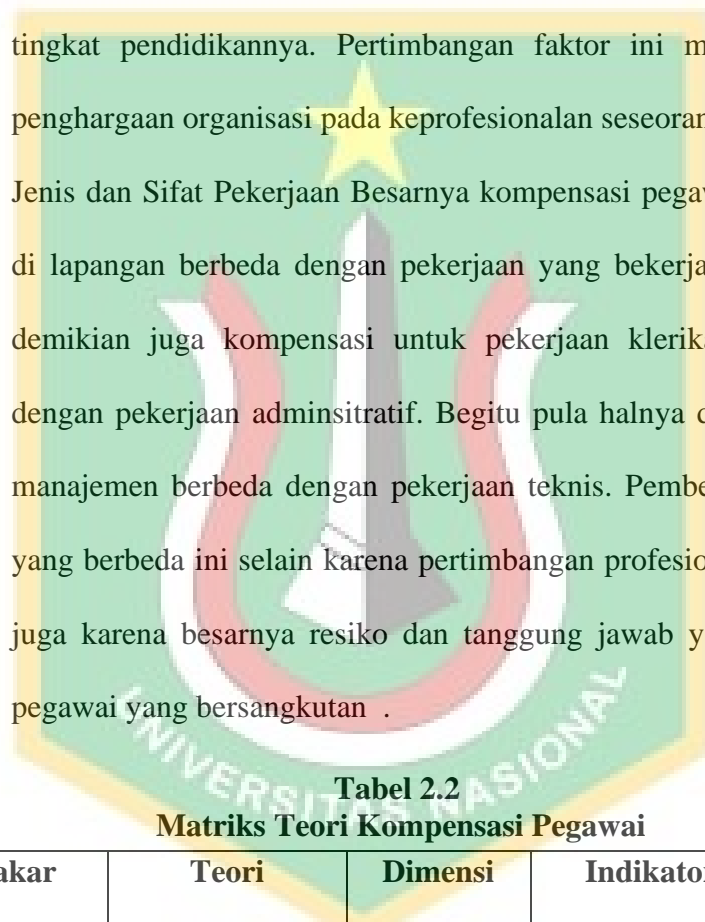 tingkat pendidikannya. Pertimbangan faktor ini m
penghargaan organisasi pada keprofesionalan seseoran
Jenis dan Sifat Pekerjaan Besarnya kompensasi pegaw
di lapangan berbeda dengan pekerjaan yang bekerja
demikian juga kompensasi untuk pekerjaan klerika
dengan pekerjaan adminsitratif. Begitu pula halnya d
manajemen berbeda dengan pekerjaan teknis. Pembe
yang berbeda ini selain karena pertimbangan profesio
juga karena besarnya resiko dan tanggung jawab y
pegawai yang bersangkutan .
UNIVERSITAS NASIONAL
Tabel 2.2
Matriks Teori Kompensasi Pegawai
akar Teori Dimensi Indikator